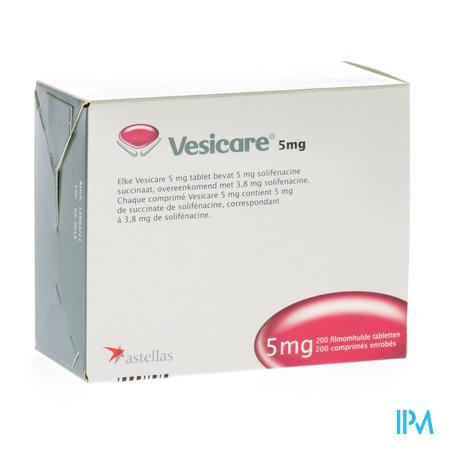 Vesicare® 5mg
Elke Vesicare 5 mg tablet bevat 5 mg solifenacine
succinaat, overeenkomend met 3,8 mg solifenacine.
Chaque comprimé Vesicare 5 mg contient 5 mg
de succinate de solifénacine, correspondant
à 3,8 mg de solifénacine.
5mg
200 filmomhulde tabletten
200 comprimés enrobés
astellas
IPM